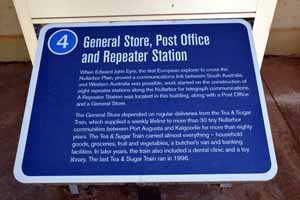 4
General Store, Post Office
and Repeater Station
When Edward John Eyre, the first European explorer to cross the
Nullarbor Plain, proved a communications link between South Australia
and Western Australia was possible, work started on the construction of
eight repeater stations along the Nullarbor for telegraph communications.
A Repeater Station was located in this building, along with a Post Office
and a General Store.
The General Store depended on regular deliveries from the Tea & Sugar
Train, which supplied a weekly lifeline to more than 30 tiny Nullarbor
communities between Port Augusta and Kalgoorlie for more than eighty
years. The Tea & Sugar Train carried almost everything – household
goods, groceries, fruit and vegetables, a butcher's van and banking
facilities. In later years, the train also included a dental clinic and a toy
library. The last Tea & Sugar Train ran in 1996.